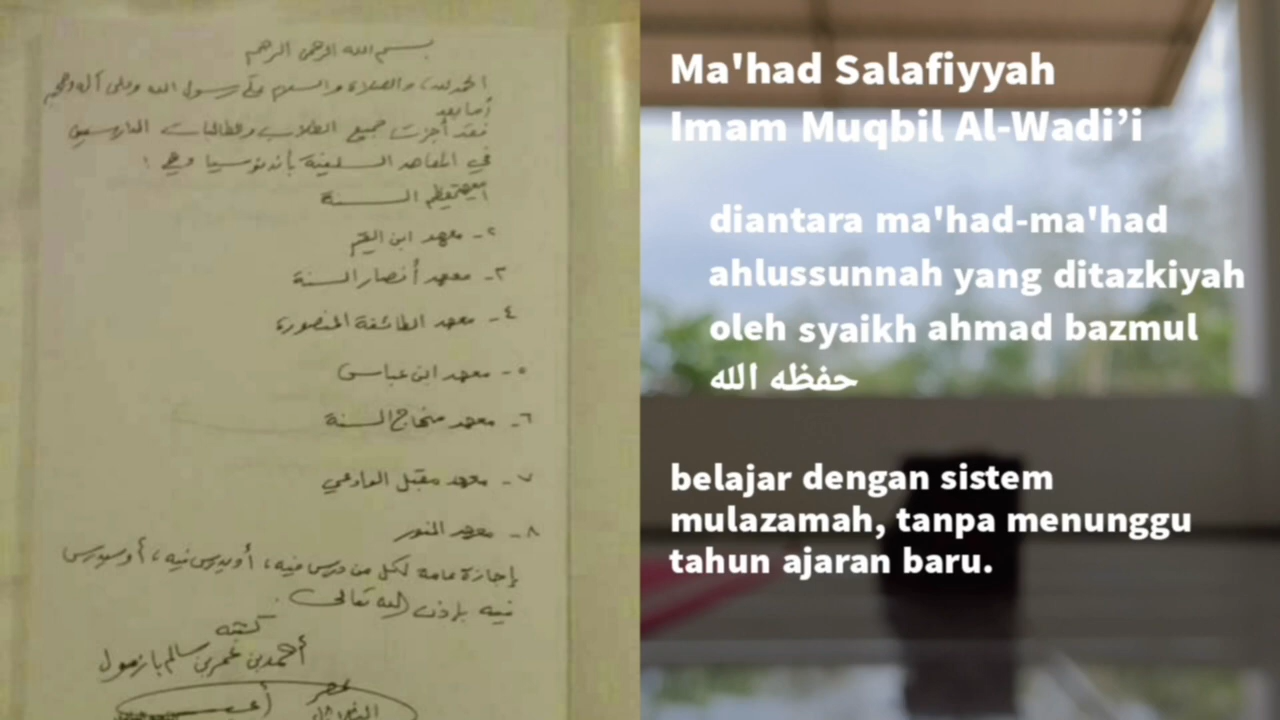 بسم الله الرحمن الرحيم
الحمد لله، والصلاة والسلام على رسول الله وعلى آله وصحبه
أما بعد
فقد أجزت جميع الطلاب والطالبات الدارسين
في المعاهد السلفية بأندونوسيا وهي :
السنة
٢- معهد ابن القيم
٣- معهد أنصار السنة
٤- معهد الطائفة المنصورة
٥- معهد ابن عباس
٦- معهد منهاج السنة
٧- معهد مقبل الوادعي
٨- معهد المنور
إجازة عامة لكل من درس فيه، أو يدرس فيه، أو سيدرس
فيه بإذن الله تعالى.
كتبه
أحمد بن عمر بن سالم بازمول
عصر
Ma'had Salafiyyah
Imam Muqbil Al-Wadi’i
diantara ma'had-ma'had
ahlussunnah yang ditazkiyah
oleh syaikh ahmad bazmul
حفظه الله
belajar dengan sistem
mulazamah, tanpa menunggu
tahun ajaran baru.